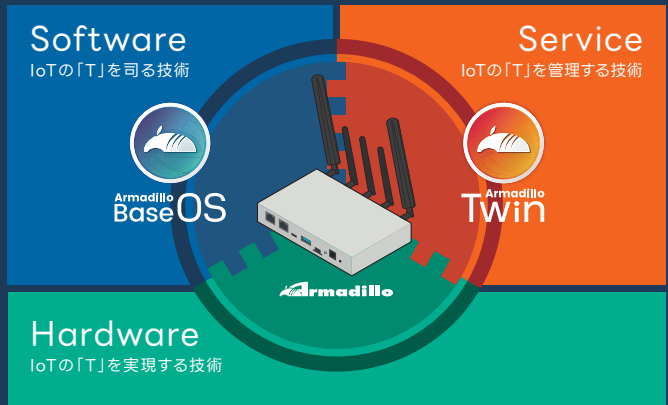 Software
IoTの「T」を司る技術
Service
IoTの「T」を管理する技術
Armadillo
BaseOS
Armadillo
Twin
Armadillo
Hardware
IoTの「T」を実現する技術